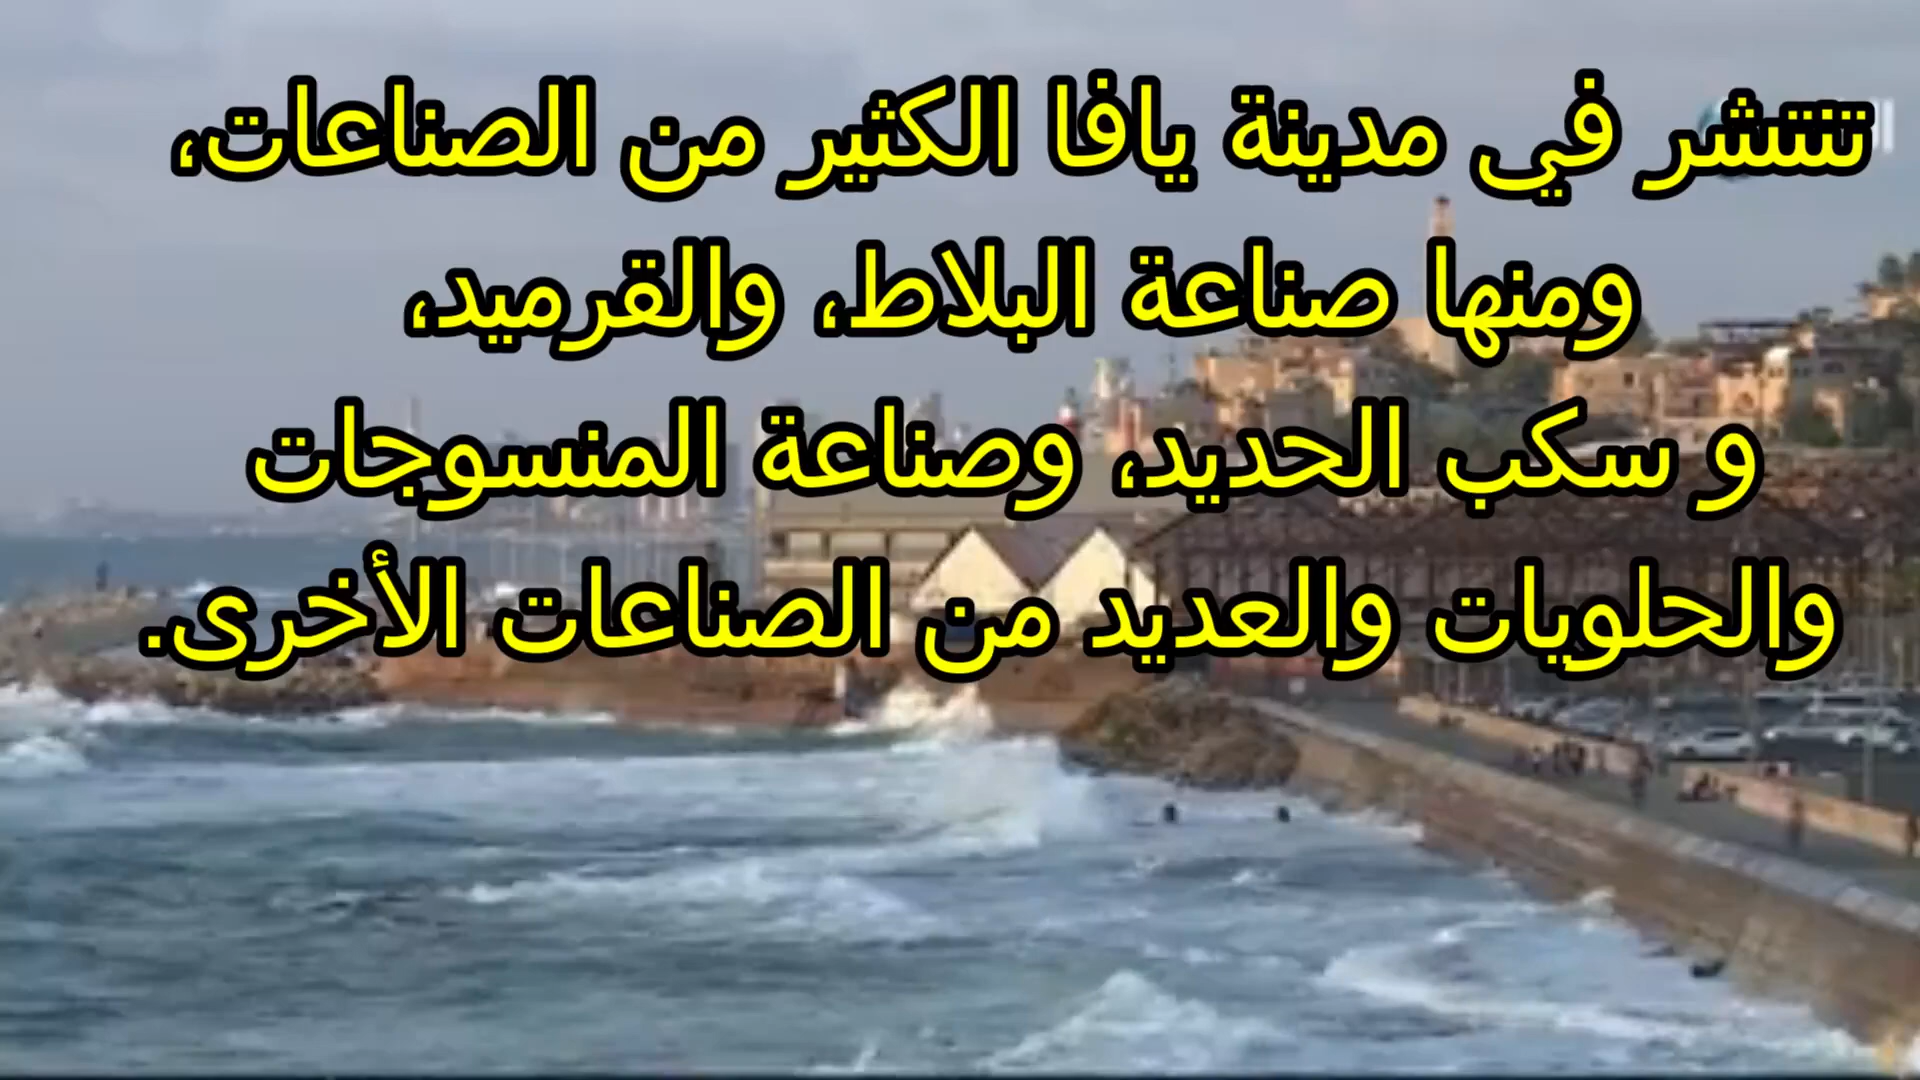 تنتشر في مدينة يافا الكثير من الصناعات،
ومنها صناعة البلاط، والقرميد،
و سكب الحديد، وصناعة المنسوجات
والحلويات والعديد من الصناعات الأخرى.